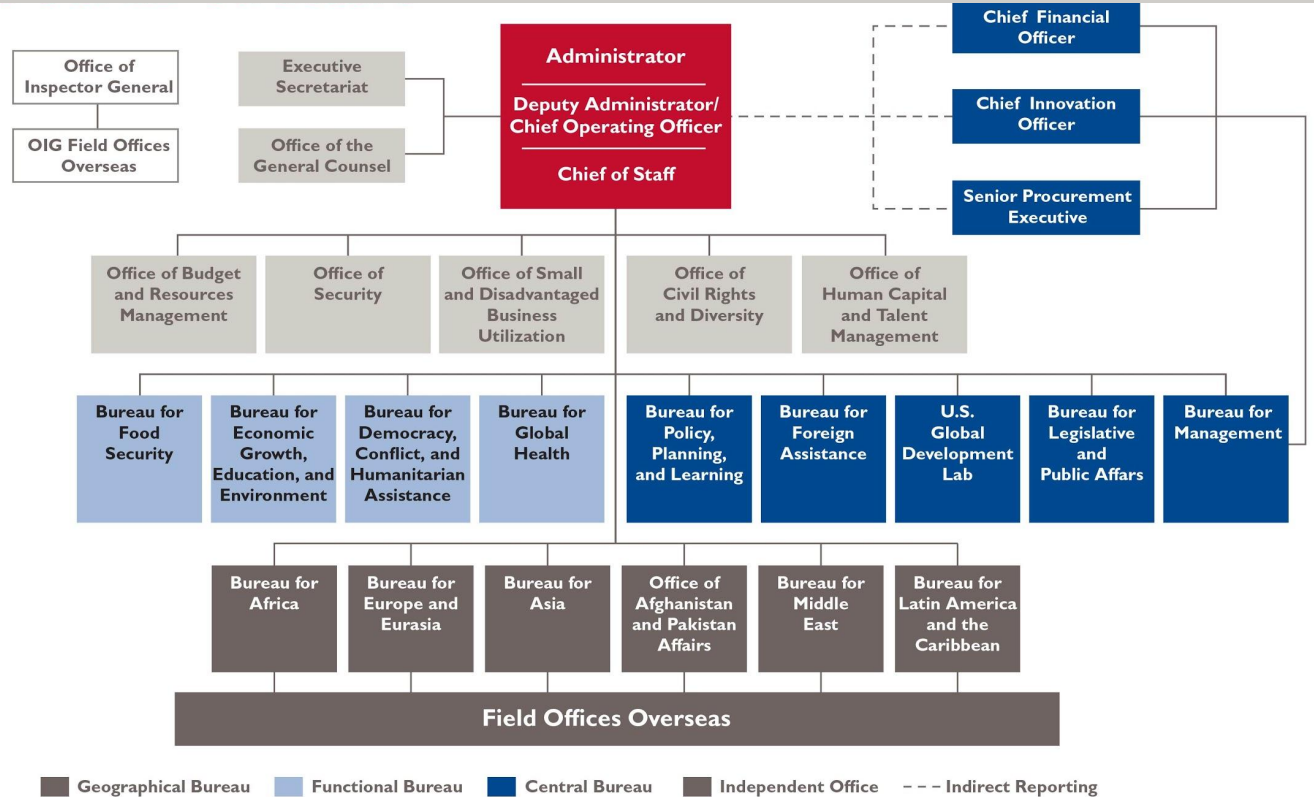 Office of
Inspector General
OIG Field Offices
Overseas
Executive
Secretariat
Office of the
General Counsel
Administrator
Deputy Administrator/
Chief Operating Officer
Chief of Staff
Chief Financial
Officer
Chief Innovation
Officer
Senior Procurement
Executive
Office of Budget
and Resources
Management
Office of
Security
Office of Small
and Disadvantaged
Business
Utilization
Office of
Civil Rights
and Diversity
Office of
Human Capital
and Talent
Management
Bureau for
Food
Security
Bureau for
Economic
Growth,
Education, and
Environment
Bureau for
Democracy,
Conflict, and
Humanitarian
Assistance
Bureau for
Global
Health
Bureau for
Policy,
Planning,
and Learning
Bureau for
Foreign
Assistance
U.S.
Global
Development
Lab
Bureau for
Legislative
and
Public Affars
Bureau for
Management
Bureau for
Africa
Bureau for
Europe and
Eurasia
Bureau for
Asia
Office of
Afghanistan
and Pakistan
Affairs
Bureau for
Middle
East
Bureau for
Latin America
and the
Caribbean
Field Offices Overseas
Geographical Bureau
Functional Bureau
Central Bureau
Independent Office
Indirect Reporting